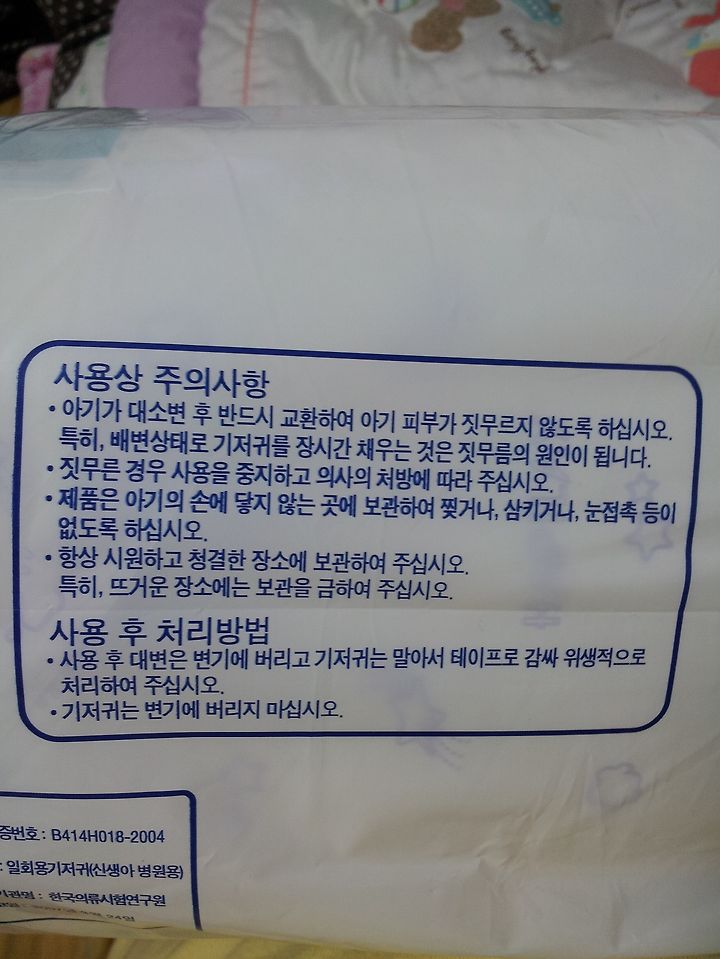 사용상 주의사항
• 아기가 대소변 후 반드시 교환하여 아기 피부가 짓무르지 않도록 하십시오.
특히, 배변상태로 기저귀를 장시간 채우는 것은 짓무름의 원인이 됩니다.
• 짓무른 경우 사용을 중지하고 의사의 처방에 따라 주십시오.
• 제품은 아기의 손에 닿지 않는 곳에 보관하여 찢거나, 삼키거나, 눈접촉 등이
없도록 하십시오.
• 항상 시원하고 청결한 장소에 보관하여 주십시오.
특히, 뜨거운 장소에는 보관을 금하여 주십시오.
사용 후 처리방법
• 사용 후 대변은 변기에 버리고 기저귀는 말아서 테이프로 감싸 위생적으로
처리하여 주십시오.
• 기저귀는 변기에 버리지 마십시오.
증번호 : B414H018-2004
: 일회용기저귀(신생아 병원용)
기관명 : 한국의류시험연구원
24일